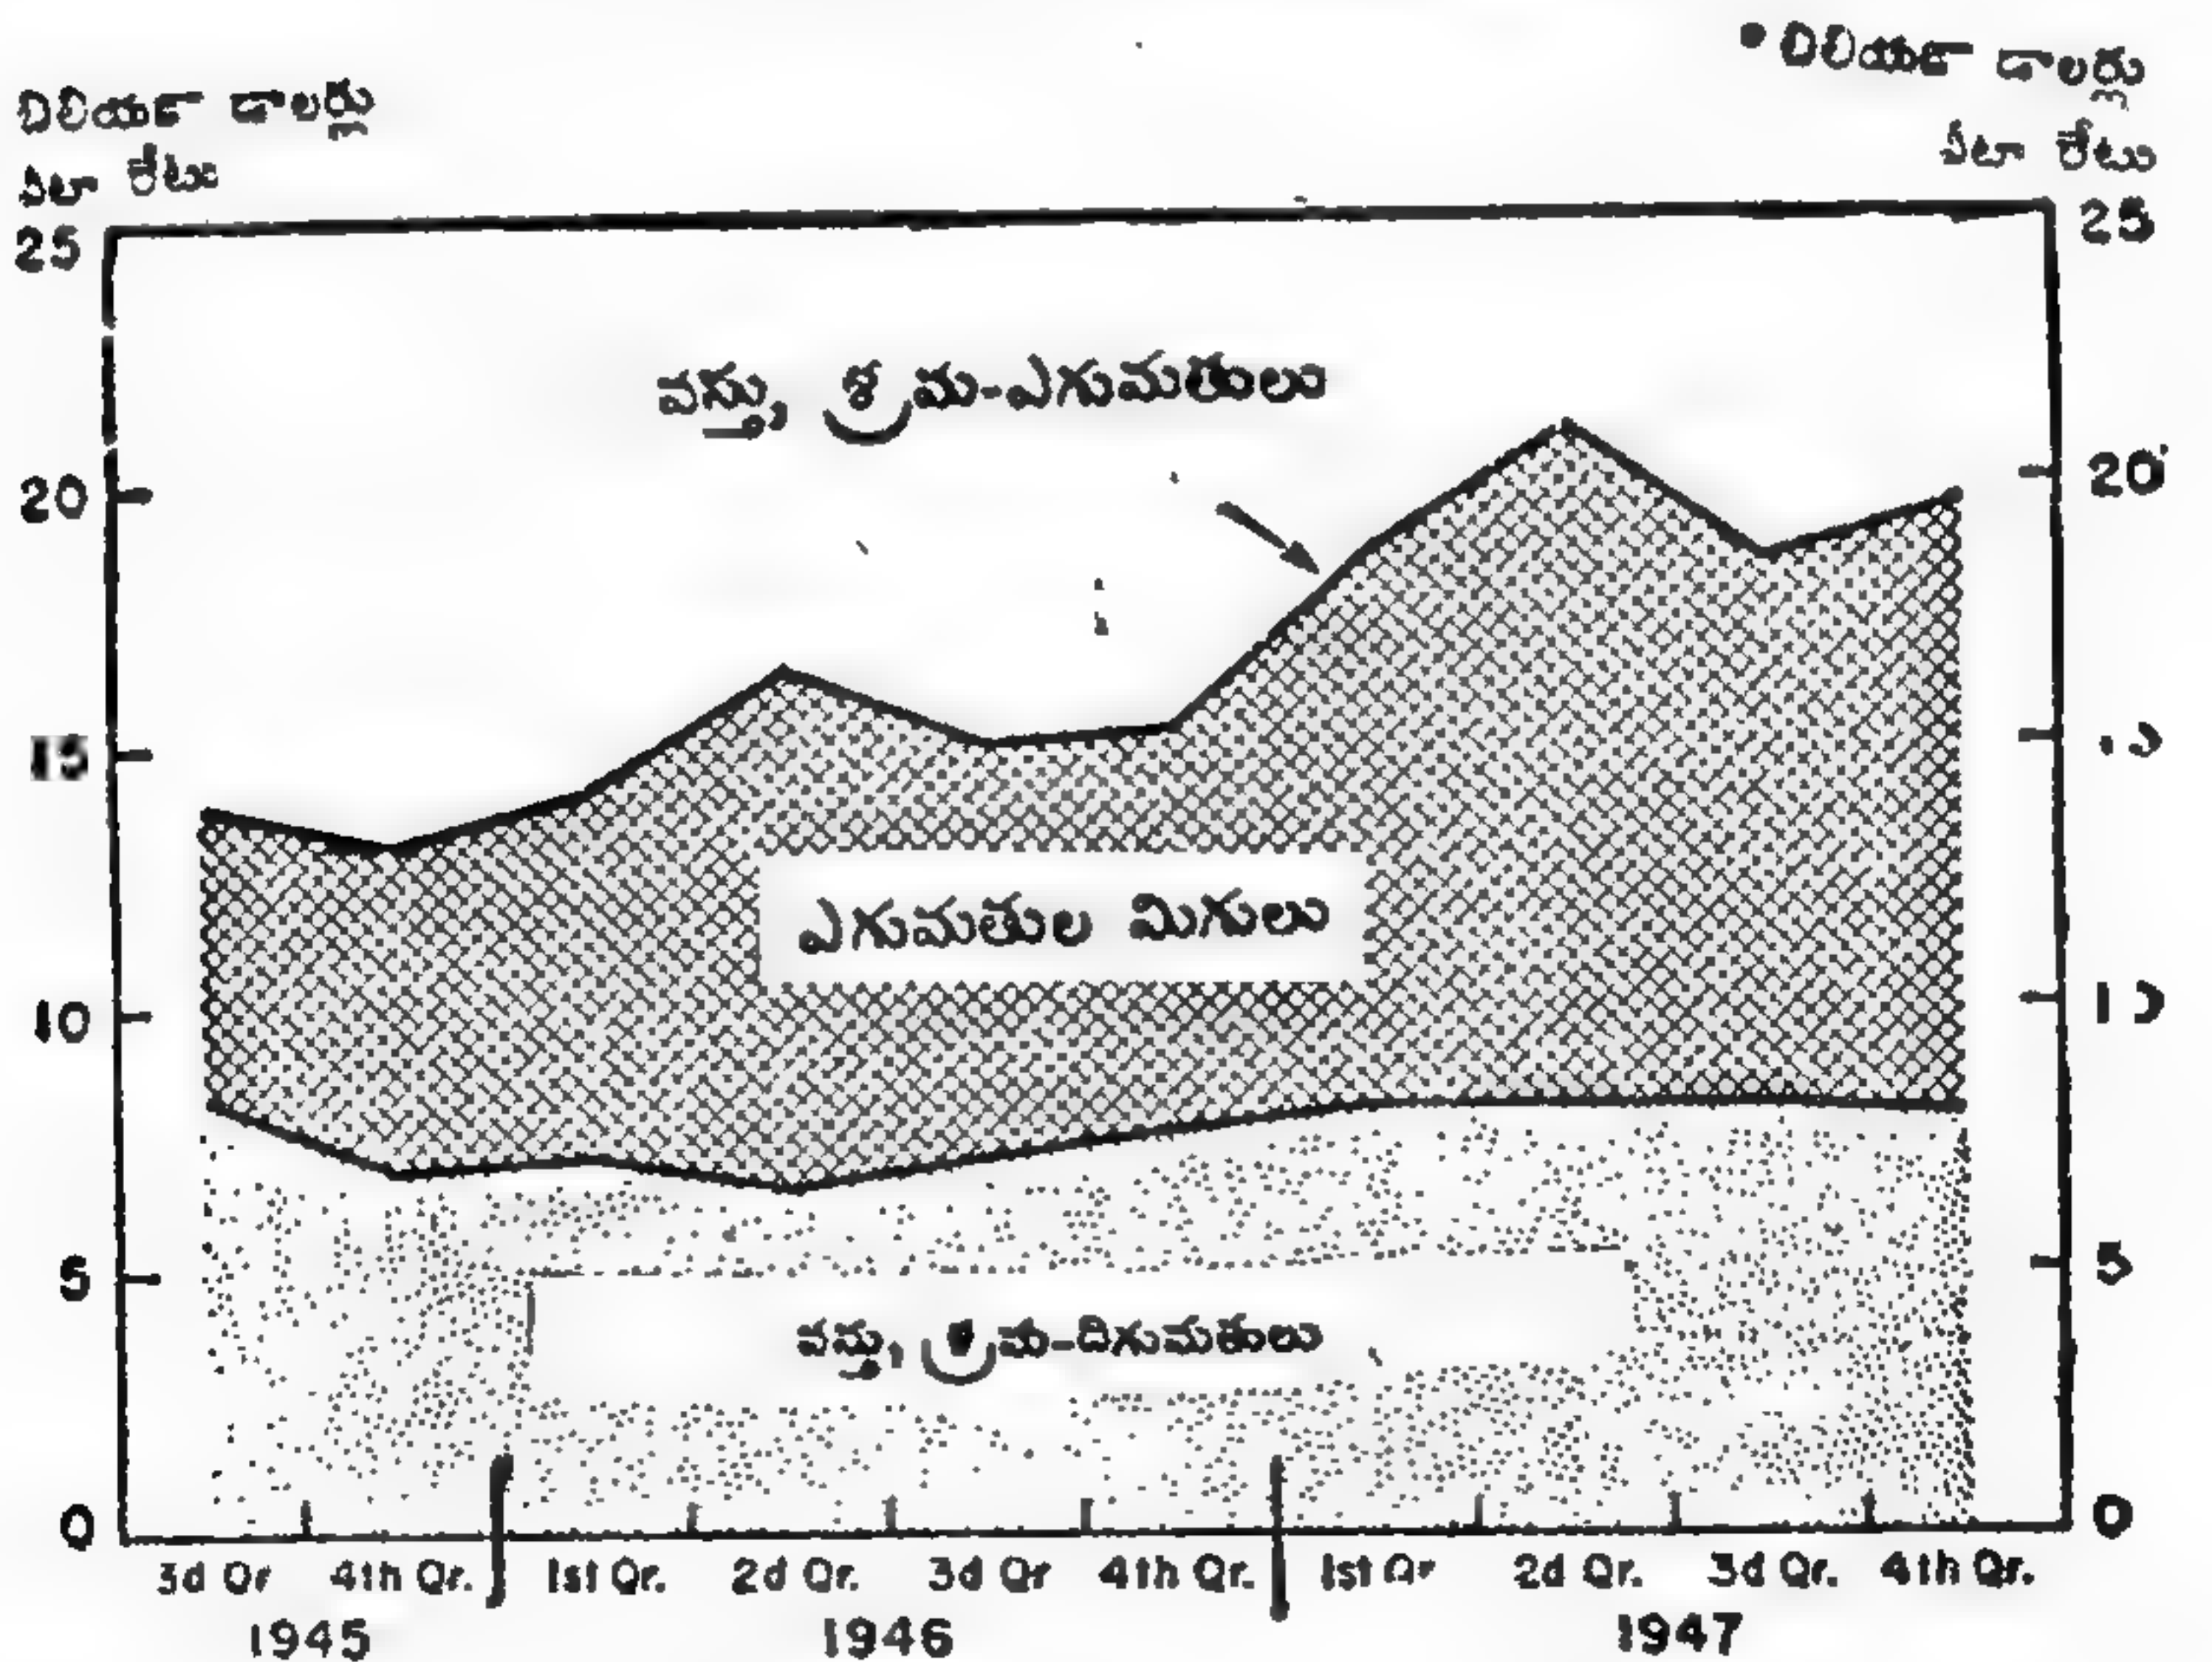 బిలియన్ డాలర్లు
వీటా రేటు
• బిలియన్ డాలర్లు
వీటా రేటు
25 25
వస్తు, శ్రమ-ఎగుమతులు
20 20
15
ఎగుమతుల మిగులు
10 10
5 5
వస్తు, శ్రమ-దిగుమతులు
0 0
3d Qr 4th Qr. 1st Qr. 2d Qr. 3d Qr 4th Qr. 1st Qr 2d Qr. 3d Qr. 4th Qr.
1945 1946 1947